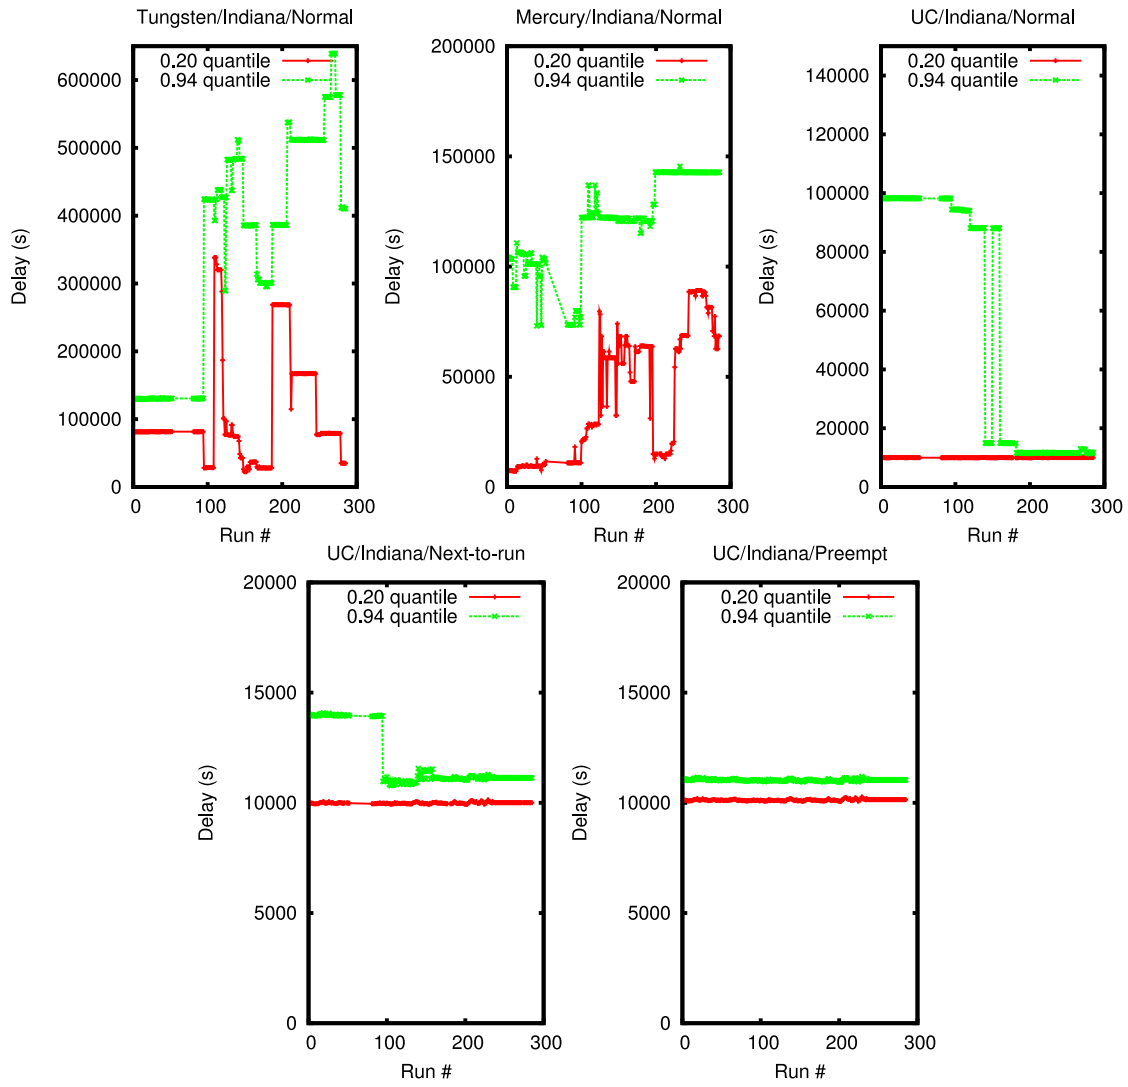 Tungsten/Indiana/Normal
0.20 quantile
0.94 quantile
600000
500000
400000
300000
200000
100000
0
0 100 200 300
Delay (s)
Run #
Mercury/Indiana/Normal
0.20 quantile
0.94 quantile
200000
150000
100000
50000
0
0 100 200 300
Delay (s)
Run #
UC/Indiana/Normal
0.20 quantile
0.94 quantile
140000
120000
100000
80000
60000
40000
20000
0
0 100 200 300
Delay (s)
Run #
UC/Indiana/Next-to-run
0.20 quantile
0.94 quantile
20000
15000
10000
5000
0
0 100 200 300
Delay (s)
Run #
UC/Indiana/Preempt
0.20 quantile
0.94 quantile
20000
15000
10000
5000
0
0 100 200 300
Delay (s)
Run #